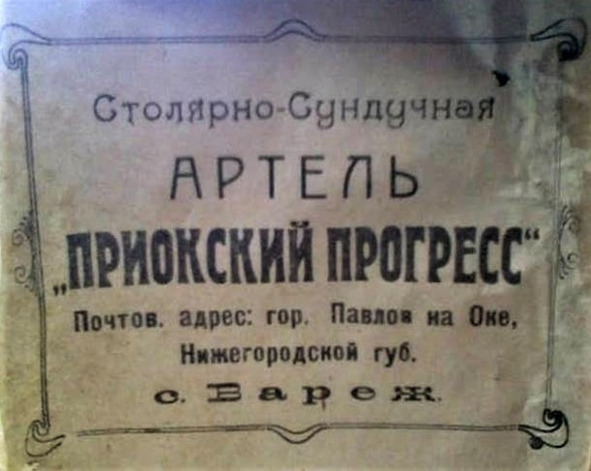 Столярно-Сундучная
АРТЕЛЬ
„ПРИОКСКИЙ ПРОГРЕСС“
Почтов. адрес: гор. Павлов на Оке,
Нижегородской губ.
с. Вареж.